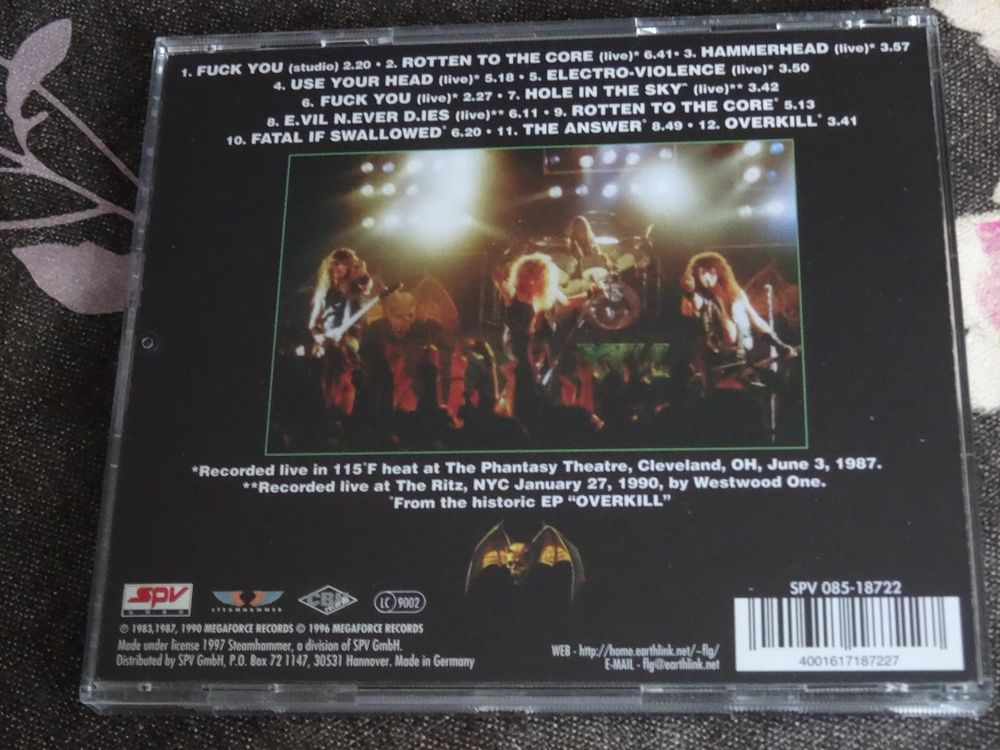 1. FUCK YOU (studio) 2.20 • 2. ROTTEN TO THE CORE (live)* 6.41 • 3. HAMMERHEAD (live)* 3.57
4. USE YOUR HEAD (live)* 5.18 • 5. ELECTRO-VIOLENCE (live)* 3.50
6. FUCK YOU (live)* 2.27 • 7. HOLE IN THE SKY (live)** 3.42
8. E.VIL N.EVER D.IES (live)** 6.11 • 9. ROTTEN TO THE CORE° 5.13
10. FATAL IF SWALLOWED° 6.20 • 11. THE ANSWER° 8.49 • 12. OVERKILL° 3.41
*Recorded live in 115°F heat at The Phantasy Theatre, Cleveland, OH, June 3, 1987.
**Recorded live at The Ritz, NYC January 27, 1990, by Westwood One.
°From the historic EP “OVERKILL”
SPV
GMBH
STEAMHAMMER
CBH
records
LC 9002
SPV 085-18722
℗ 1983,1987, 1990 MEGAFORCE RECORDS © 1996 MEGAFORCE RECORDS
Made under license 1997 Steamhammer, a division of SPV GmbH.
Distributed by SPV GmbH, P.O. Box 72 1147, 30531 Hannover. Made in Germany
WEB - http://home.earthlink.net/~flg/
E-MAIL - flg@earthlink.net
4001617187227